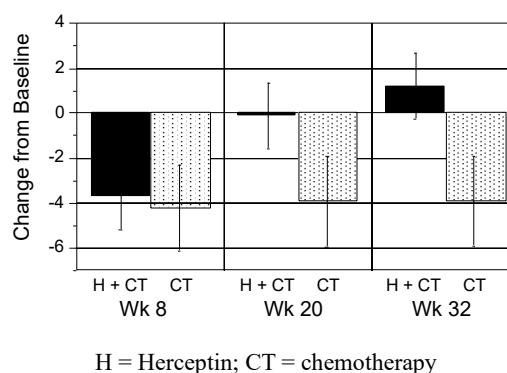 Change from Baseline
4
2
0
-2
-4
-6
H + CT CT H + CT CT H + CT CT
Wk 8 Wk 20 Wk 32
H = Herceptin; CT = chemotherapy